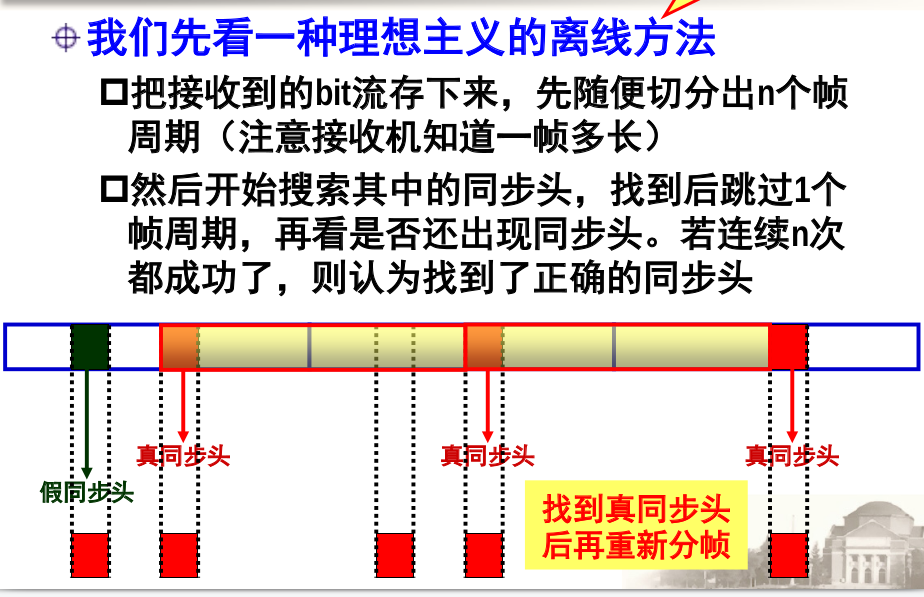 我们先看一种理想主义的离线方法
把接收到的bit流存下来，先随便切分出n个帧
周期（注意接收机知道一帧多长）
然后开始搜索其中的同步头，找到后跳过1个
帧周期，再看是否还出现同步头。若连续n次
都成功了，则认为找到了正确的同步头
真同步头
真同步头
真同步头
假同步头
找到真同步头
后再重新分帧